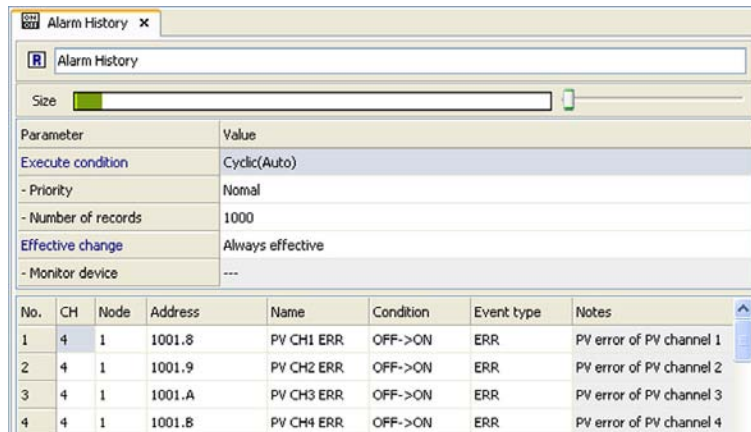 ON OFF Alarm History ×
R Alarm History
Size
Parameter Value
Execute condition Cyclic(Auto)
- Priority Nomal
- Number of records 1000
Effective change Always effective
- Monitor device ---
No. CH Node Address Name Condition Event type Notes
1 4 1 1001.8 PV CH1 ERR OFF->ON ERR PV error of PV channel 1
2 4 1 1001.9 PV CH2 ERR OFF->ON ERR PV error of PV channel 2
3 4 1 1001.A PV CH3 ERR OFF->ON ERR PV error of PV channel 3
4 4 1 1001.B PV CH4 ERR OFF->ON ERR PV error of PV channel 4